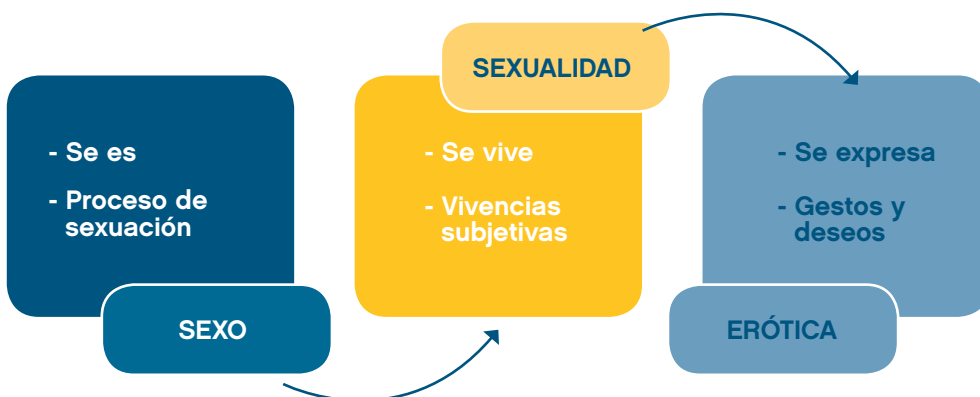 - Se es
- Proceso de
sexuación
SEXO
SEXUALIDAD
- Se vive
- Vivencias
subjetivas
- Se expresa
- Gestos y
deseos
ERÓTICA